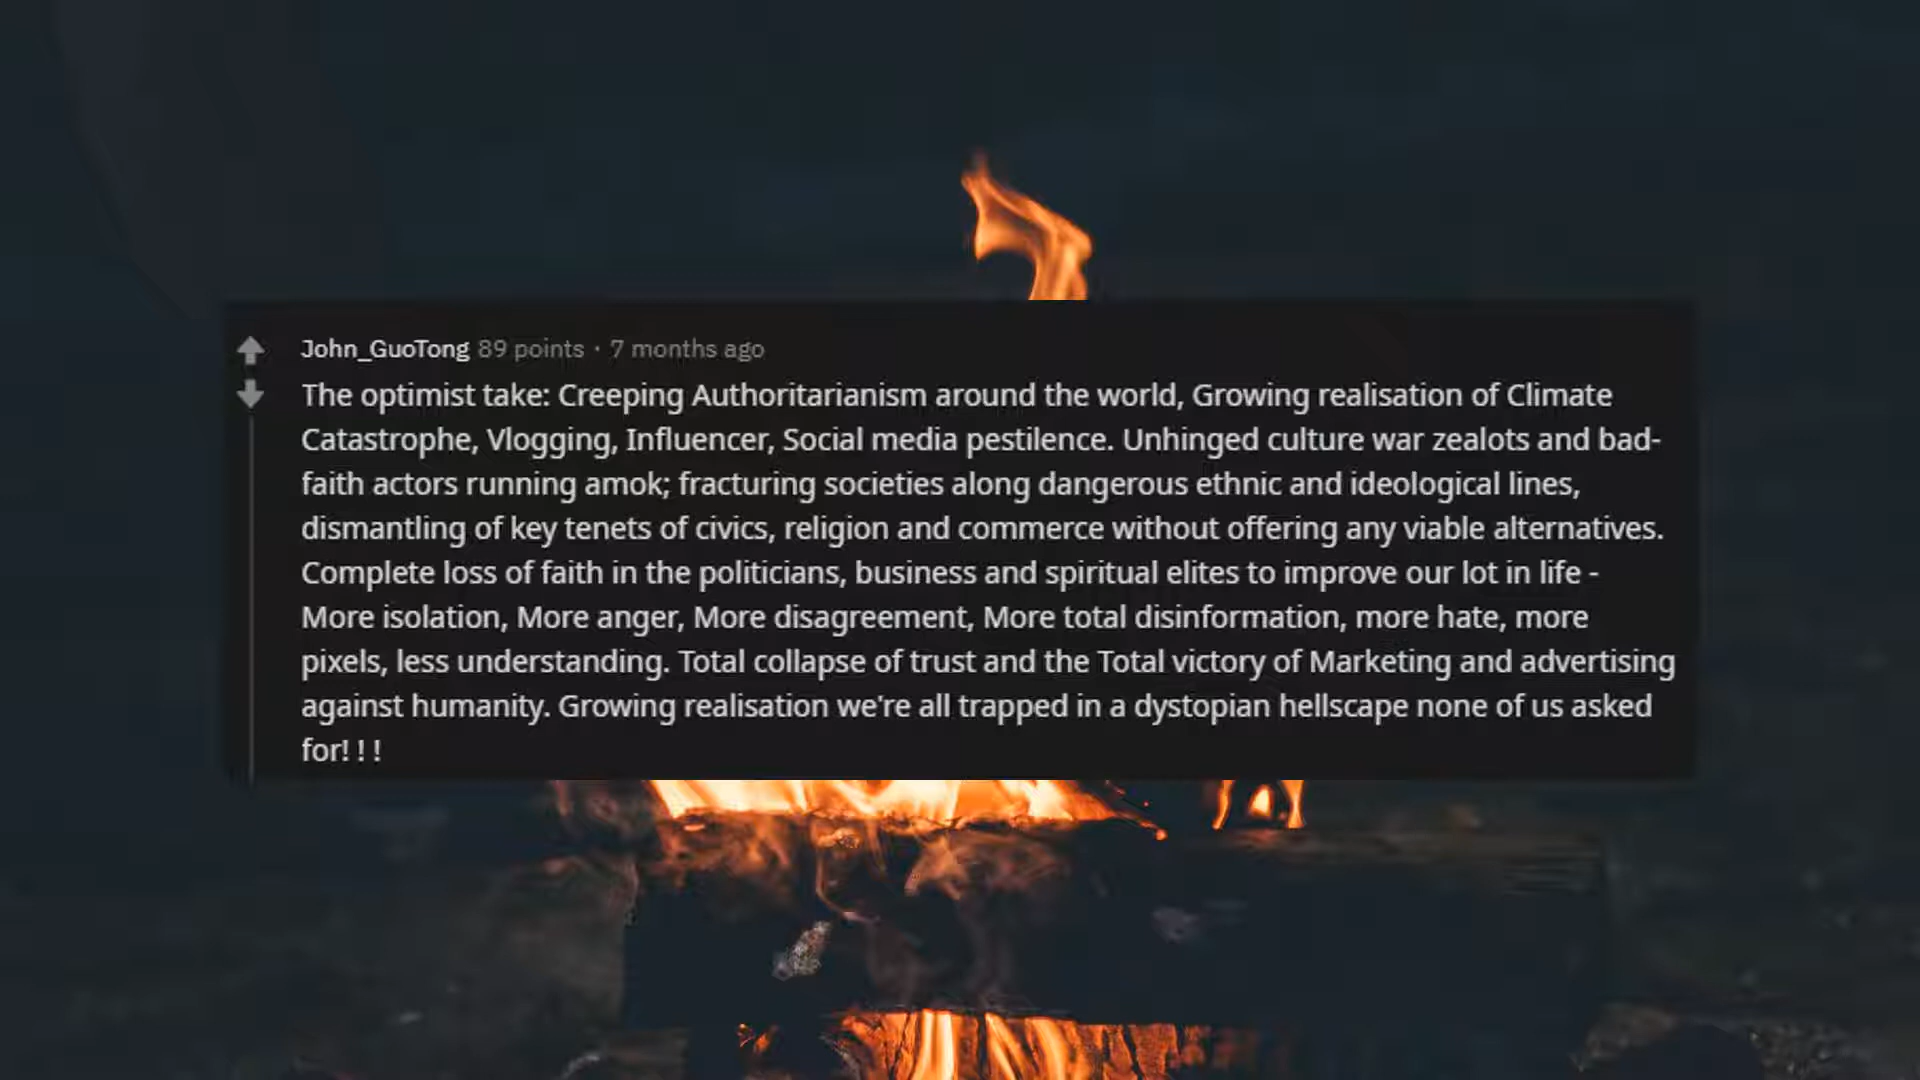 John_GuoTong 89 points · 7 months ago
The optimist take: Creeping Authoritarianism around the world, Growing realisation of Climate
Catastrophe, Vlogging, Influencer, Social media pestilence. Unhinged culture war zealots and bad-
faith actors running amok; fracturing societies along dangerous ethnic and ideological lines,
dismantling of key tenets of civics, religion and commerce without offering any viable alternatives.
Complete loss of faith in the politicians, business and spiritual elites to improve our lot in life -
More isolation, More anger, More disagreement, More total disinformation, more hate, more
pixels, less understanding. Total collapse of trust and the Total victory of Marketing and advertising
against humanity. Growing realisation we're all trapped in a dystopian hellscape none of us asked
for! ! !